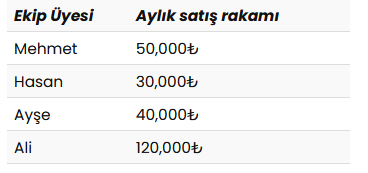 Ekip Üyesi Aylık satış rakamı
Mehmet 50,000₺
Hasan 30,000₺
Ayşe 40,000₺
Ali 120,000₺